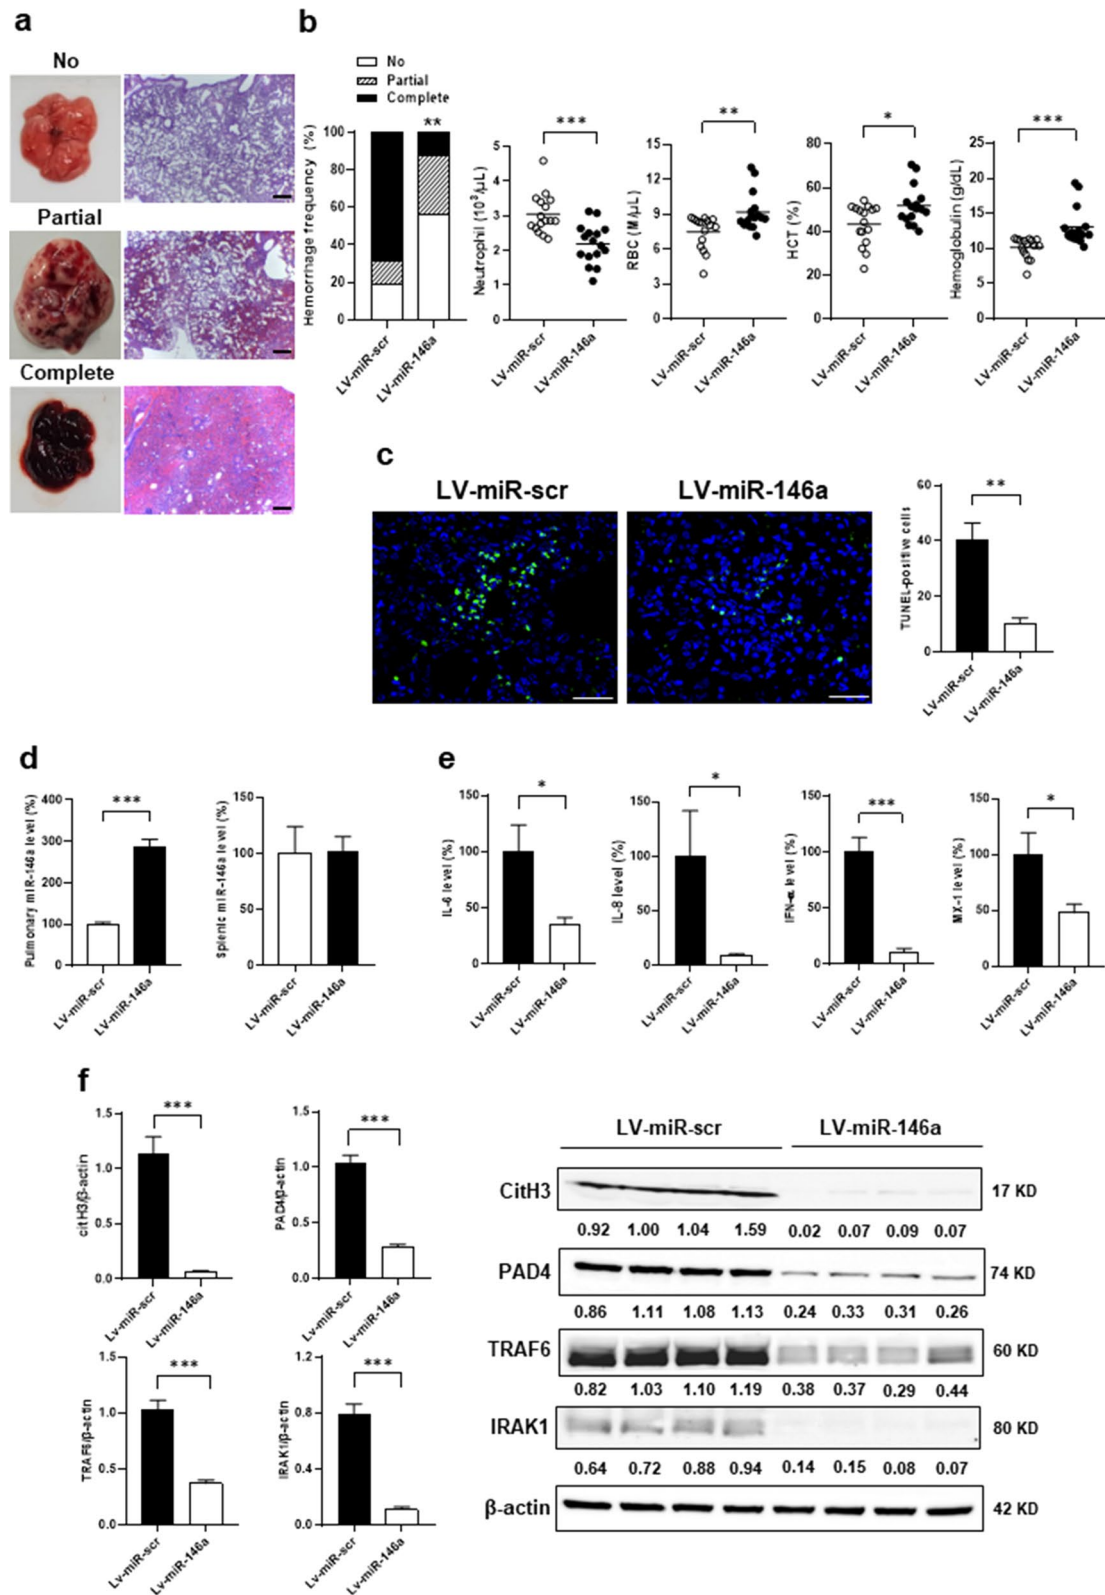 a
No
Partial
Complete
b
No
Partial
Complete
Hemorrhage frequency (%)
100
80
60
40
20
0
**
LV-miR-scr
LV-miR-146a
Neutrophil (10³/μL)
5
4
3
2
1
0
***
LV-miR-scr
LV-miR-146a
RBC (M/μL)
15
12
9
6
3
0
**
LV-miR-scr
LV-miR-146a
HCT (%)
80
60
40
20
0
*
LV-miR-scr
LV-miR-146a
Hemoglobulin (g/dL)
25
20
15
10
5
0
***
LV-miR-scr
LV-miR-146a
c
LV-miR-scr
LV-miR-146a
TUNEL-positive cells
60
40
20
0
**
LV-miR-scr
LV-miR-146a
d
Pulmonary miR-146a level (%)
400
300
200
100
0
***
LV-miR-scr
LV-miR-146a
Splenic miR-146a level (%)
150
100
50
0
LV-miR-scr
LV-miR-146a
e
IL-6 level (%)
150
100
50
0
*
LV-miR-scr
LV-miR-146a
IL-8 level (%)
150
100
50
0
*
LV-miR-scr
LV-miR-146a
IFN-α level (%)
150
100
50
0
***
LV-miR-scr
LV-miR-146a
MX-1 level (%)
150
100
50
0
*
LV-miR-scr
LV-miR-146a
f
citH3/β-actin
1.5
1.0
0.5
0.0
***
Lv-miR-scr
Lv-miR-146a
PAD4/β-actin
1.5
1.0
0.5
0.0
***
Lv-miR-scr
Lv-miR-146a
TRAF6/β-actin
1.5
1.0
0.5
0.0
***
Lv-miR-scr
Lv-miR-146a
IRAK1/β-actin
1.2
0.8
0.4
0.0
***
Lv-miR-scr
Lv-miR-146a
LV-miR-scr
LV-miR-146a
CitH3 17 KD
0.92 1.00 1.04 1.59 0.02 0.07 0.09 0.07
PAD4 74 KD
0.86 1.11 1.08 1.13 0.24 0.33 0.31 0.26
TRAF6 60 KD
0.82 1.03 1.10 1.19 0.38 0.37 0.29 0.44
IRAK1 80 KD
0.64 0.72 0.88 0.94 0.14 0.15 0.08 0.07
β-actin 42 KD